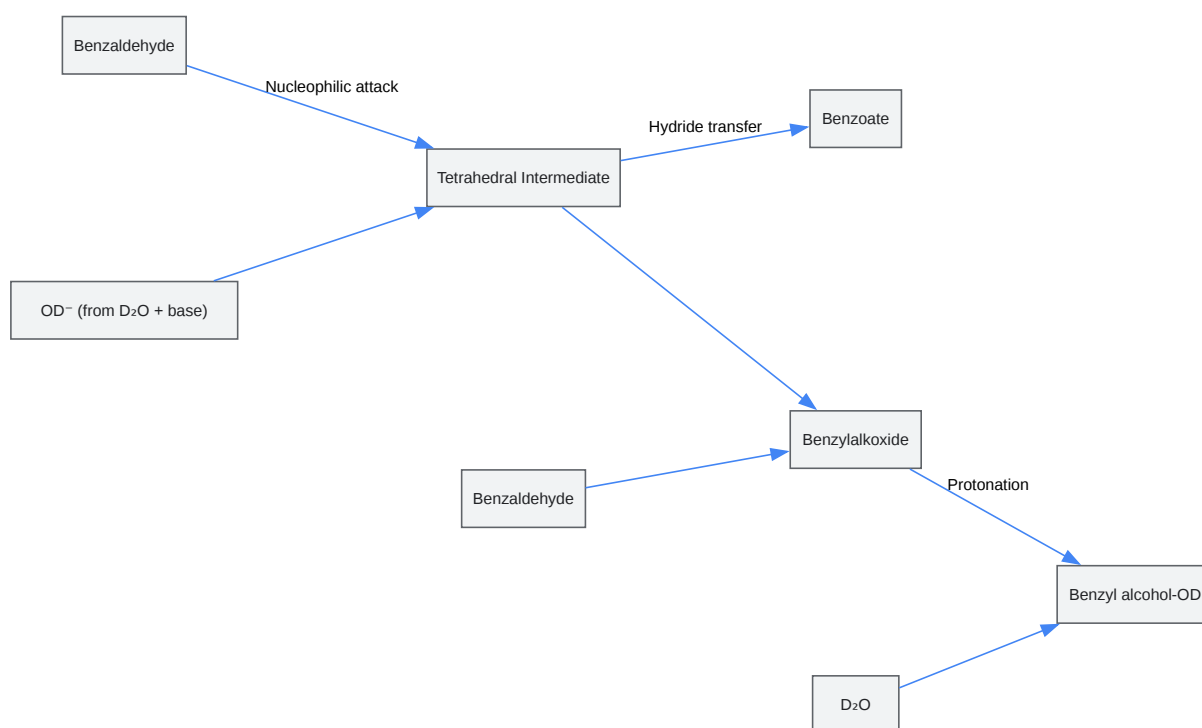 Benzaldehyde
Nucleophilic attack
Benzoate
Hydride transfer
Tetrahedral Intermediate
OD⁻ (from D₂O + base)
Benzylalkoxide
Benzaldehyde
Protonation
Benzyl alcohol-OD
D₂O